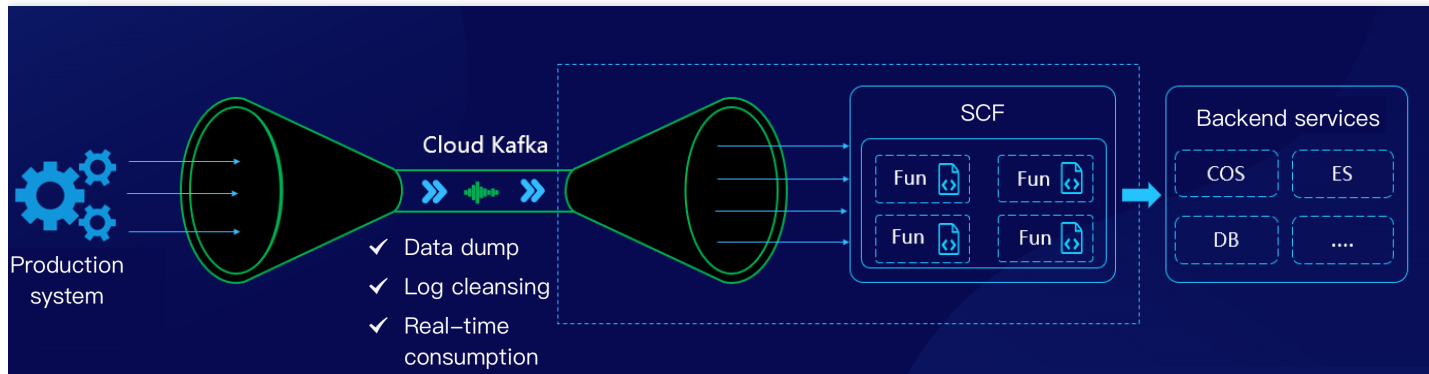 Production
system
Cloud Kafka
✓ Data dump
✓ Log cleansing
✓ Real-time
consumption
SCF
Fun
Fun
Fun
Fun
Backend services
COS
ES
DB
....